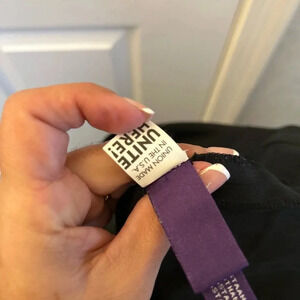 UNITE
HERE!
UNION MADE
IN THE U.S.A.